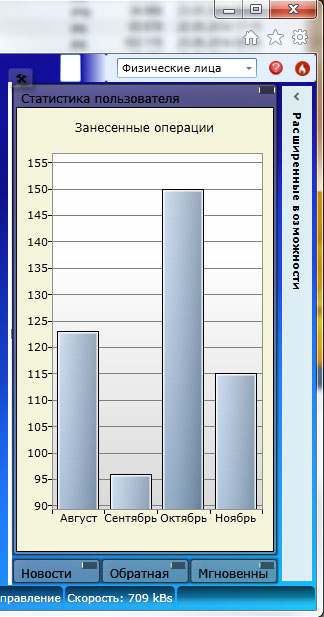 Физические лица
Статистика пользователя
Расширенные возможности
Занесенные операции
155
150
145
140
135
130
125
120
115
110
105
100
95
90
Август Сентябрь Октябрь Ноябрь
Новости Обратная Мгновенны
правление Скорость: 709 kBs